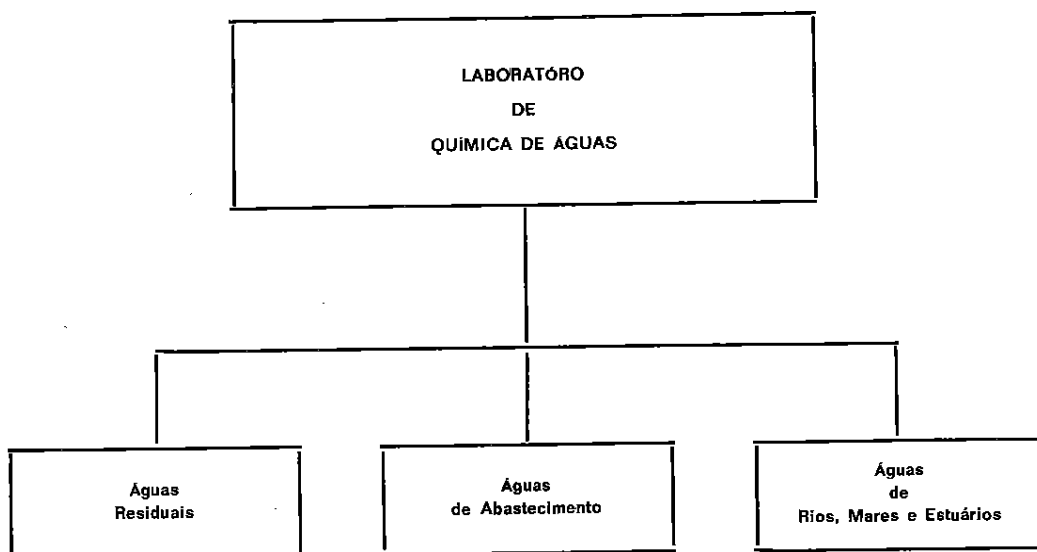 LABORATÓRO
DE
QUÍMICA DE ÁGUAS
Águas
Residuais
Águas
de Abastecimento
Águas
de
Rios, Mares e Estuários